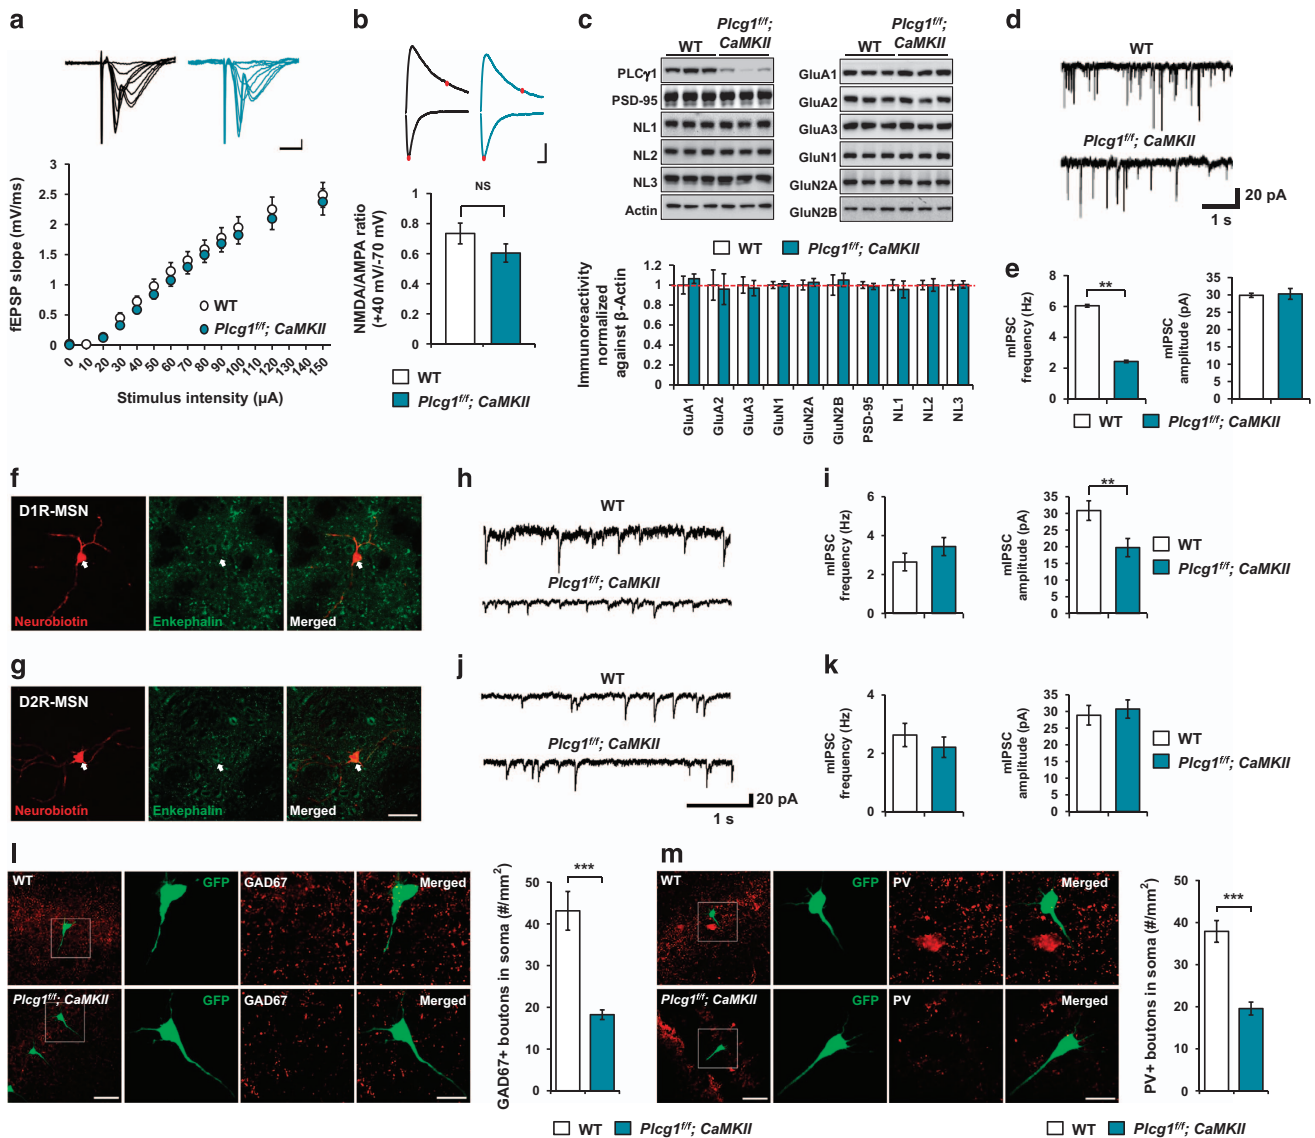 a
3
2.5
2
1.5
1
0.5
0
fEPSP slope (mV/ms)
WT
Plcg1f/f; CaMKII
0 10 20 30 40 50 60 70 80 90 100 110 120 130 140 150
Stimulus intensity (µA)
b
NS
1
0.8
0.6
0.4
0.2
0
NMDA/AMPA ratio
(+40 mV/-70 mV)
WT
Plcg1f/f; CaMKII
c
WT
Plcg1f/f;
CaMKII
PLCγ1
PSD-95
NL1
NL2
NL3
Actin
WT
Plcg1f/f;
CaMKII
GluA1
GluA2
GluA3
GluN1
GluN2A
GluN2B
WT
Plcg1f/f; CaMKII
1.2
1
0.8
0.6
0.4
0.2
0
Immunoreactivity
normalized
against β-Actin
GluA1 GluA2 GluA3 GluN1 GluN2A GluN2B PSD-95 NL1 NL2 NL3
d
WT
Plcg1f/f; CaMKII
20 pA
1 s
e
8
6
4
2
0
mIPSC
frequency (Hz)
**
35
30
25
20
15
10
5
0
mIPSC
amplitude (pA)
WT
Plcg1f/f; CaMKII
f
D1R-MSN
Neurobiotin
Enkephalin
Merged
g
D2R-MSN
Neurobiotin
Enkephalin
Merged
h
WT
Plcg1f/f; CaMKII
i
6
4
2
0
mIPSC
frequency (Hz)
35
30
25
20
15
10
5
0
mIPSC
amplitude (pA)
**
WT
Plcg1f/f; CaMKII
j
WT
Plcg1f/f; CaMKII
20 pA
1 s
k
4
2
0
mIPSC
frequency (Hz)
35
30
25
20
15
10
5
0
mIPSC
amplitude (pA)
WT
Plcg1f/f; CaMKII
l
WT
GFP
GAD67
Merged
Plcg1f/f; CaMKII
GFP
GAD67
Merged
50
40
30
20
10
0
GAD67+ boutons in soma (#/mm2)
***
WT
Plcg1f/f; CaMKII
m
WT
GFP
PV
Merged
Plcg1f/f; CaMKII
GFP
PV
Merged
50
40
30
20
10
0
PV+ boutons in soma (#/mm2)
***
WT
Plcg1f/f; CaMKII